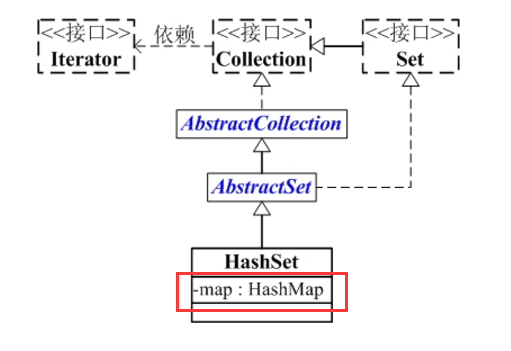 <<接口>> 依赖 <<接口>> <<接口>>
Iterator Collection Set
AbstractCollection
AbstractSet
HashSet
-map : HashMap